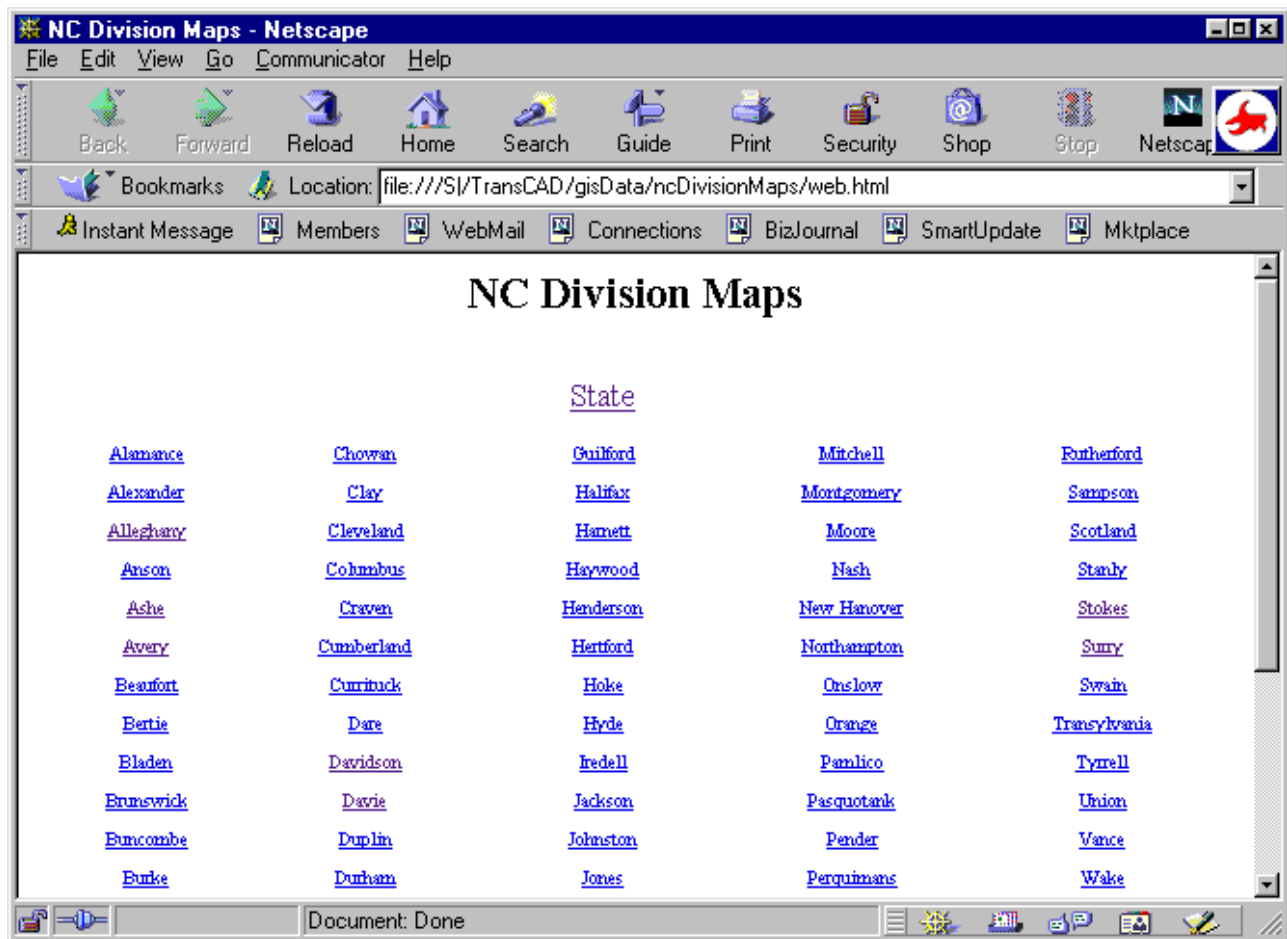 NC Division Maps - Netscape
File Edit View Go Communicator Help
Back Forward Reload Home Search Guide Print Security Shop Stop Netscap
N
Bookmarks Location: file:///S|/TransCAD/gisData/ncDivisionMaps/web.html
Instant Message Members WebMail Connections BizJournal SmartUpdate Mktplace
NC Division Maps
State
Alamance Chowan Guilford Mitchell Rutherford
Alexander Clay Halifax Montgomery Sampson
Alleghany Cleveland Harnett Moore Scotland
Anson Columbus Haywood Nash Stanly
Ashe Craven Henderson New Hanover Stokes
Avery Cumberland Hertford Northampton Surry
Beaufort Currituck Hoke Onslow Swain
Bertie Dare Hyde Orange Transylvania
Bladen Davidson Iredell Pamlico Tyrrell
Brunswick Davie Jackson Pasquotank Union
Buncombe Duplin Johnston Pender Vance
Burke Durham Jones Perquimans Wake
Document: Done